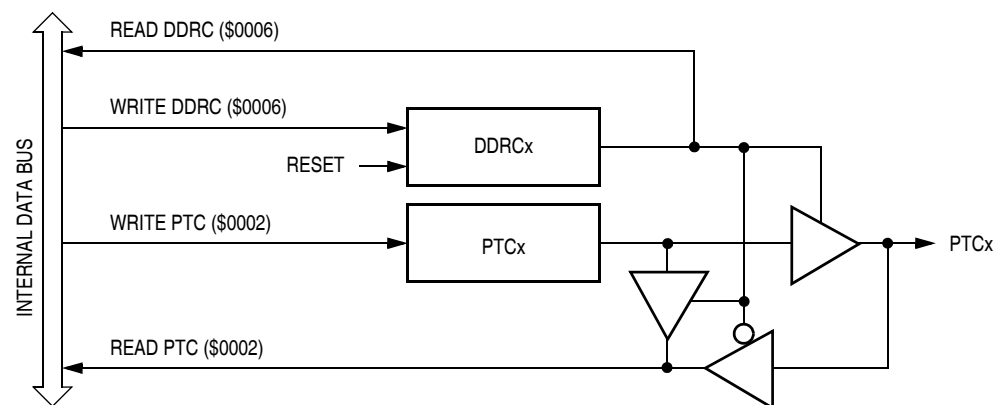 READ DDRC ($0006)
WRITE DDRC ($0006)
DDRCx
RESET
INTERNAL DATA BUS
WRITE PTC ($0002)
PTCx
PTCx
READ PTC ($0002)